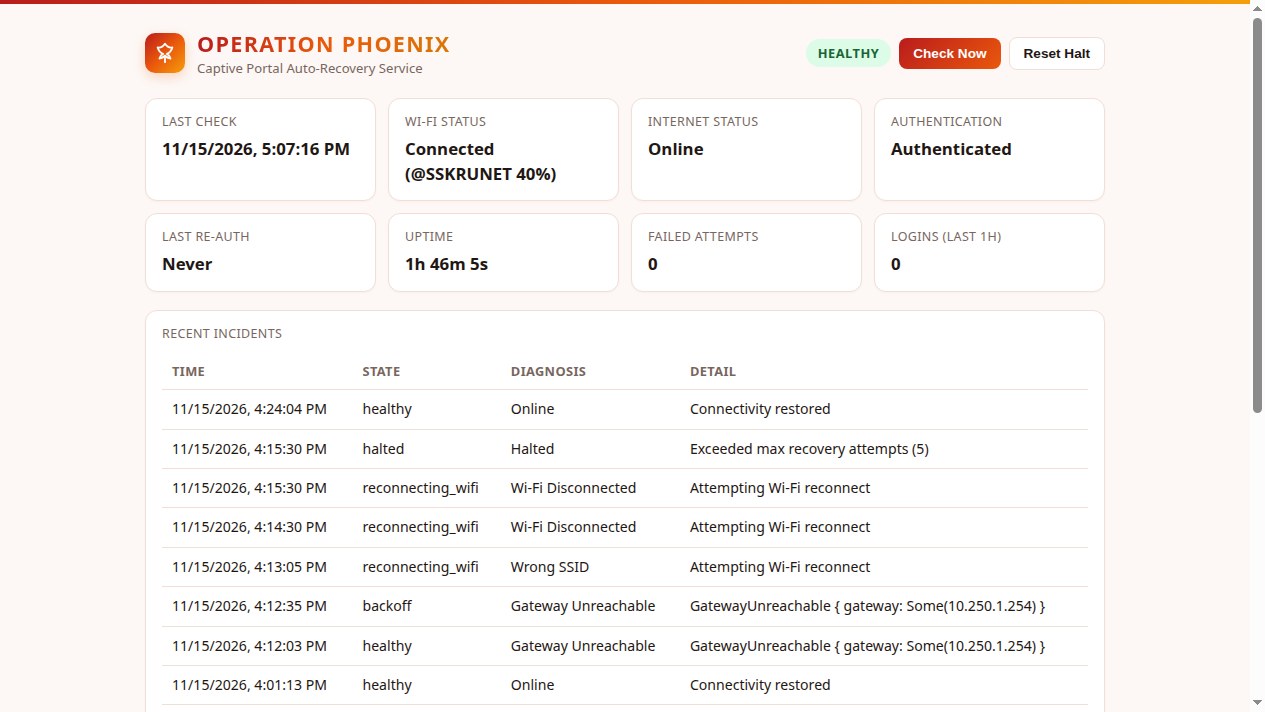 OPERATION PHOENIX
Captive Portal Auto-Recovery Service
HEALTHY
Check Now
Reset Halt
LAST CHECK
11/15/2026, 5:07:16 PM
WI-FI STATUS
Connected
(@SSKRUNET 40%)
INTERNET STATUS
Online
AUTHENTICATION
Authenticated
LAST RE-AUTH
Never
UPTIME
1h 46m 5s
FAILED ATTEMPTS
0
LOGINS (LAST 1H)
0
RECENT INCIDENTS
TIME STATE DIAGNOSIS DETAIL
11/15/2026, 4:24:04 PM healthy Online Connectivity restored
11/15/2026, 4:15:30 PM halted Halted Exceeded max recovery attempts (5)
11/15/2026, 4:15:30 PM reconnecting_wifi Wi-Fi Disconnected Attempting Wi-Fi reconnect
11/15/2026, 4:14:30 PM reconnecting_wifi Wi-Fi Disconnected Attempting Wi-Fi reconnect
11/15/2026, 4:13:05 PM reconnecting_wifi Wrong SSID Attempting Wi-Fi reconnect
11/15/2026, 4:12:35 PM backoff Gateway Unreachable GatewayUnreachable { gateway: Some(10.250.1.254) }
11/15/2026, 4:12:03 PM healthy Gateway Unreachable GatewayUnreachable { gateway: Some(10.250.1.254) }
11/15/2026, 4:01:13 PM healthy Online Connectivity restored